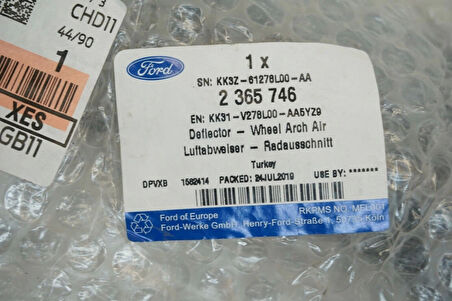 CHD11
44/90
1
XES
GB11
Ford
1 x
SN: KK3Z-61278L00-AA
2 365 746
EN: KK31-V278L00-AA5YZ9
Deflector - Wheel Arch Air
Luftabweiser - Radausschnitt
Turkey
DPVXB 1582414 PACKED: 24JUL2019 USE BY: *******
Ford of Europe RKPMS NO. MFL001
Ford-Werke GmbH, Henry-Ford-Straße 1, 50735 Köln